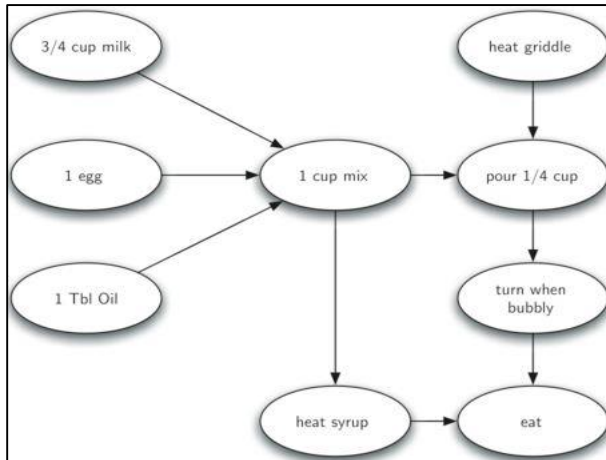 3/4 cup milk
heat griddle
1 egg
1 cup mix
pour 1/4 cup
1 Tbl Oil
turn when
bubbly
heat syrup
eat